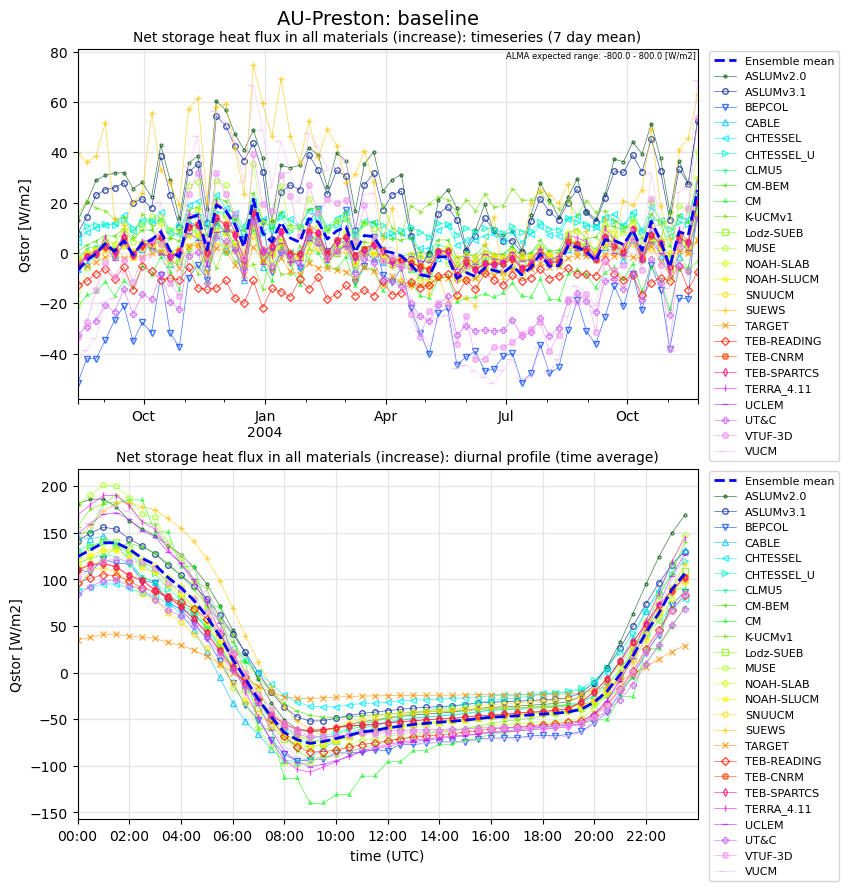 AU-Preston: baseline
Net storage heat flux in all materials (increase): timeseries (7 day mean)
ALMA expected range: -800.0 - 800.0 [W/m2]
Qstor [W/m2]
80
60
40
20
0
−20
−40
Oct
Jan
2004
Apr
Jul
Oct
Ensemble mean
ASLUMv2.0
ASLUMv3.1
BEPCOL
CABLE
CHTESSEL
CHTESSEL_U
CLMU5
CM-BEM
CM
K-UCMv1
Lodz-SUEB
MUSE
NOAH-SLAB
NOAH-SLUCM
SNUUCM
SUEWS
TARGET
TEB-READING
TEB-CNRM
TEB-SPARTCS
TERRA_4.11
UCLEM
UT&C
VTUF-3D
VUCM
Net storage heat flux in all materials (increase): diurnal profile (time average)
Qstor [W/m2]
200
150
100
50
0
−50
−100
−150
00:00 02:00 04:00 06:00 08:00 10:00 12:00 14:00 16:00 18:00 20:00 22:00
time (UTC)
Ensemble mean
ASLUMv2.0
ASLUMv3.1
BEPCOL
CABLE
CHTESSEL
CHTESSEL_U
CLMU5
CM-BEM
CM
K-UCMv1
Lodz-SUEB
MUSE
NOAH-SLAB
NOAH-SLUCM
SNUUCM
SUEWS
TARGET
TEB-READING
TEB-CNRM
TEB-SPARTCS
TERRA_4.11
UCLEM
UT&C
VTUF-3D
VUCM